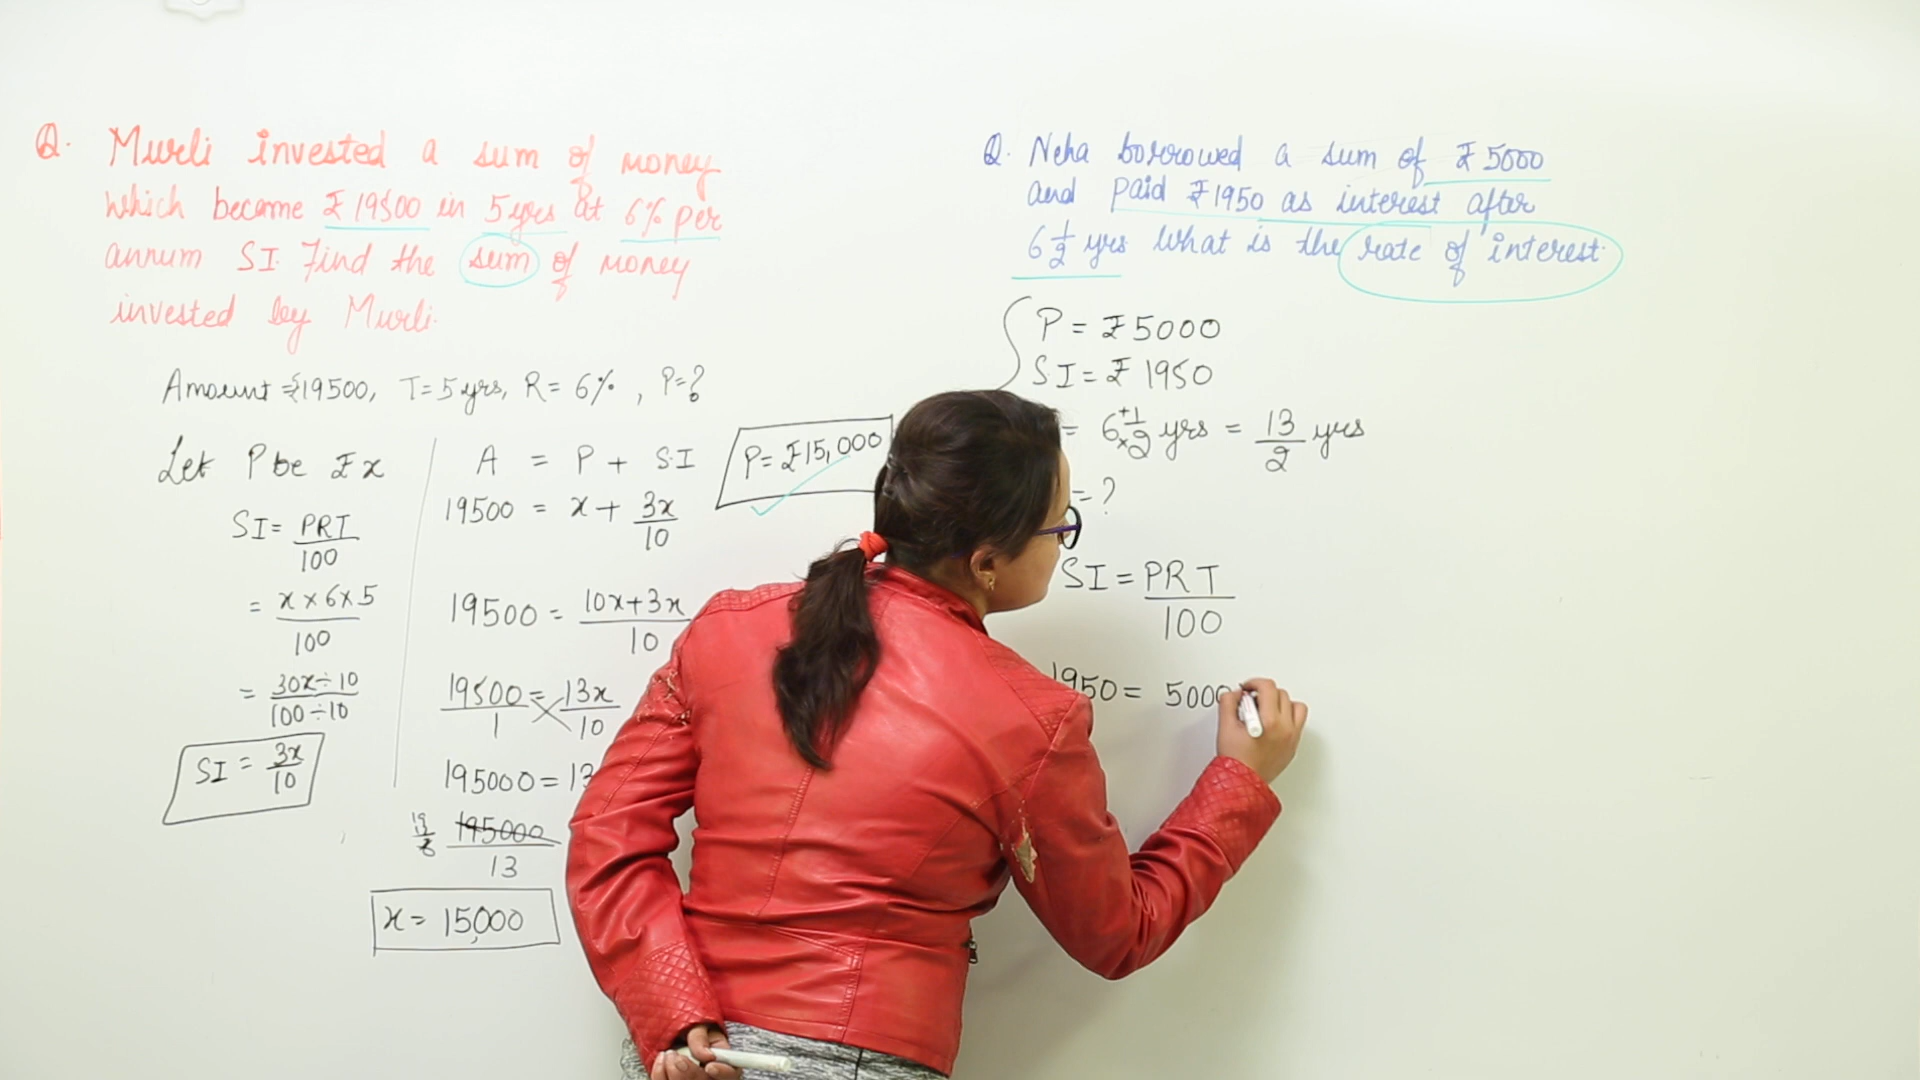 Q. Murli invested a sum of money
which become ₹19500 in 5 yrs at 6% per
annum SI. Find the sum of money
invested by Murli.
Amount = ₹19500, T = 5 yrs, R = 6%, P = ?
Let P be ₹ x
SI = PRT
100
= x × 6 × 5
100
= 30x ÷ 10
100 ÷ 10
SI = 3x
10
A = P + SI
19500 = x + 3x
10
19500 = 10x + 3x
10
19500 = 13x
1 10
195000 = 13
195000
13
x = 15,000
P = ₹15,000
Q. Neha borrowed a sum of ₹5000
and paid ₹1950 as interest after
6 1/2 yrs What is the rate of interest.
P = ₹5000
SI = ₹1950
= 6 +1 ×2 yrs = 13/2 yrs
= ?
SI = PRT
100
1950 = 5000